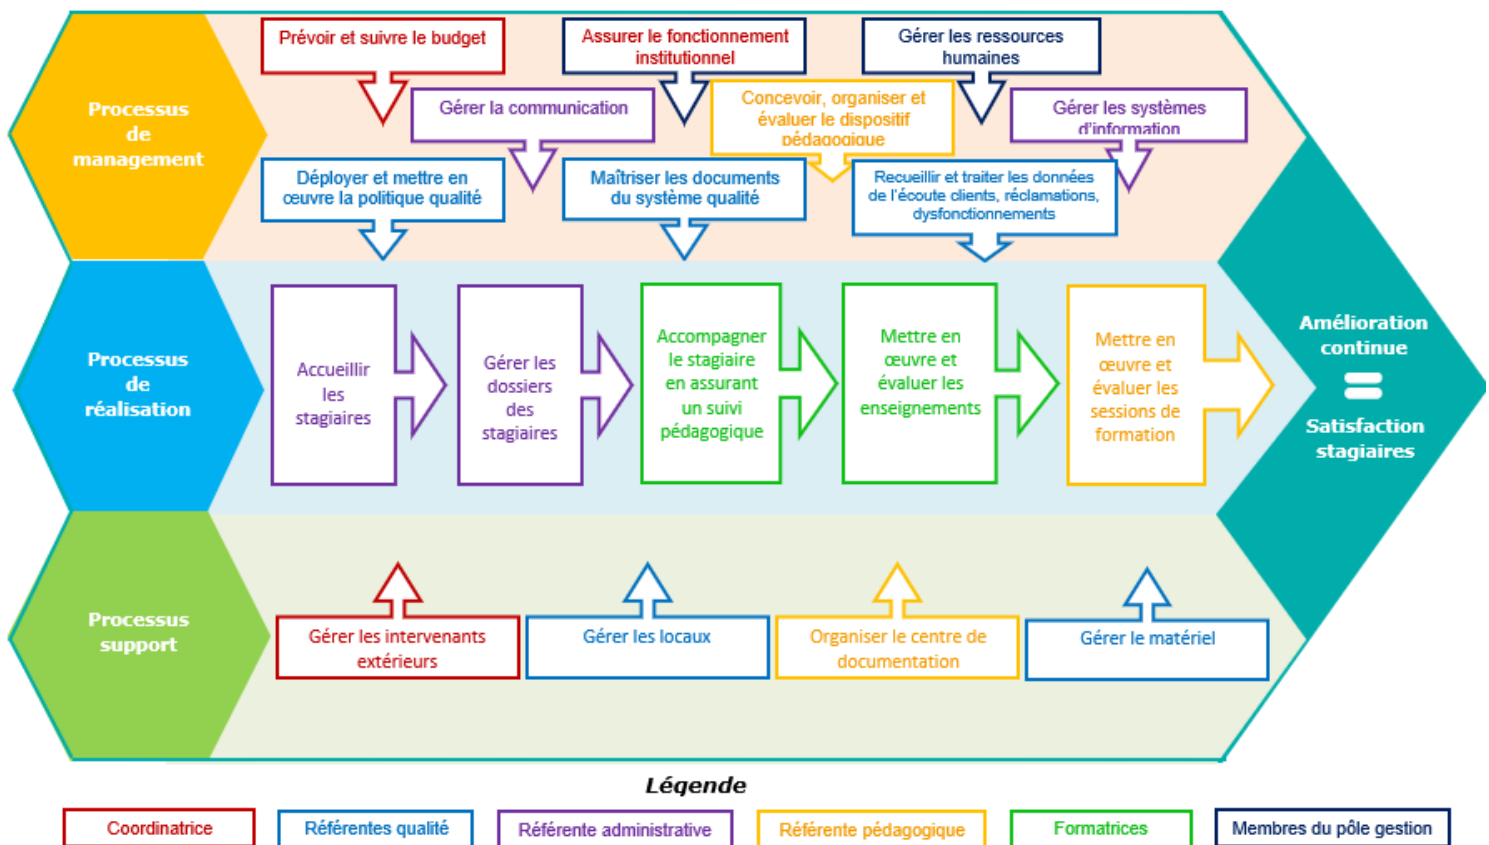 Processus
de
management
Prévoir et suivre le budget
Assurer le fonctionnement
institutionnel
Gérer les ressources
humaines
Gérer la communication
Concevoir, organiser et
évaluer le dispositif
pédagogique
Gérer les systèmes
d'information
Déployer et mettre en
œuvre la politique qualité
Maîtriser les documents
du système qualité
Recueillir et traiter les données
de l'écoute clients, réclamations,
dysfonctionnements
Processus
de
réalisation
Accueillir
les
stagiaires
Gérer les
dossiers
des
stagiaires
Accompagner
le stagiaire
en assurant
un suivi
pédagogique
Mettre en
œuvre et
évaluer les
enseignements
Mettre en
œuvre et
évaluer les
sessions de
formation
Amélioration
continue
=
Satisfaction
stagiaires
Processus
support
Gérer les intervenants
extérieurs
Gérer les locaux
Organiser le centre de
documentation
Gérer le matériel
Légende
Coordinatrice
Référentes qualité
Référente administrative
Référente pédagogique
Formatrices
Membres du pôle gestion